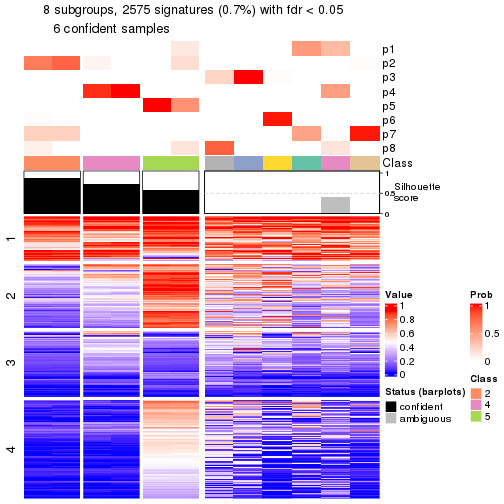 8 subgroups, 2575 signatures (0.7%) with fdr < 0.05
6 confident samples
p1
p2
p3
p4
p5
p6
p7
p8
Class
1
0.5
0
Silhouette
score
1
2
3
4
Value
1
0.8
0.6
0.4
0.2
0
Prob
1
0.5
0
Status (barplots)
confident
ambiguous
Class
2
4
5